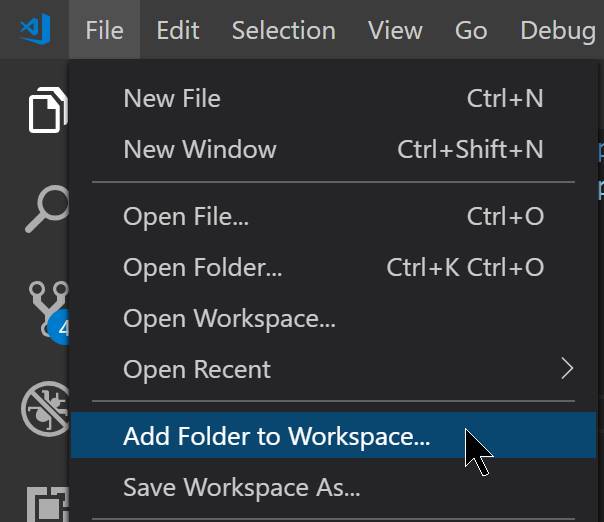 File Edit Selection View Go Debug
New File Ctrl+N
New Window Ctrl+Shift+N
Open File... Ctrl+O
Open Folder... Ctrl+K Ctrl+O
Open Workspace...
4
Open Recent
Add Folder to Workspace...
Save Workspace As...